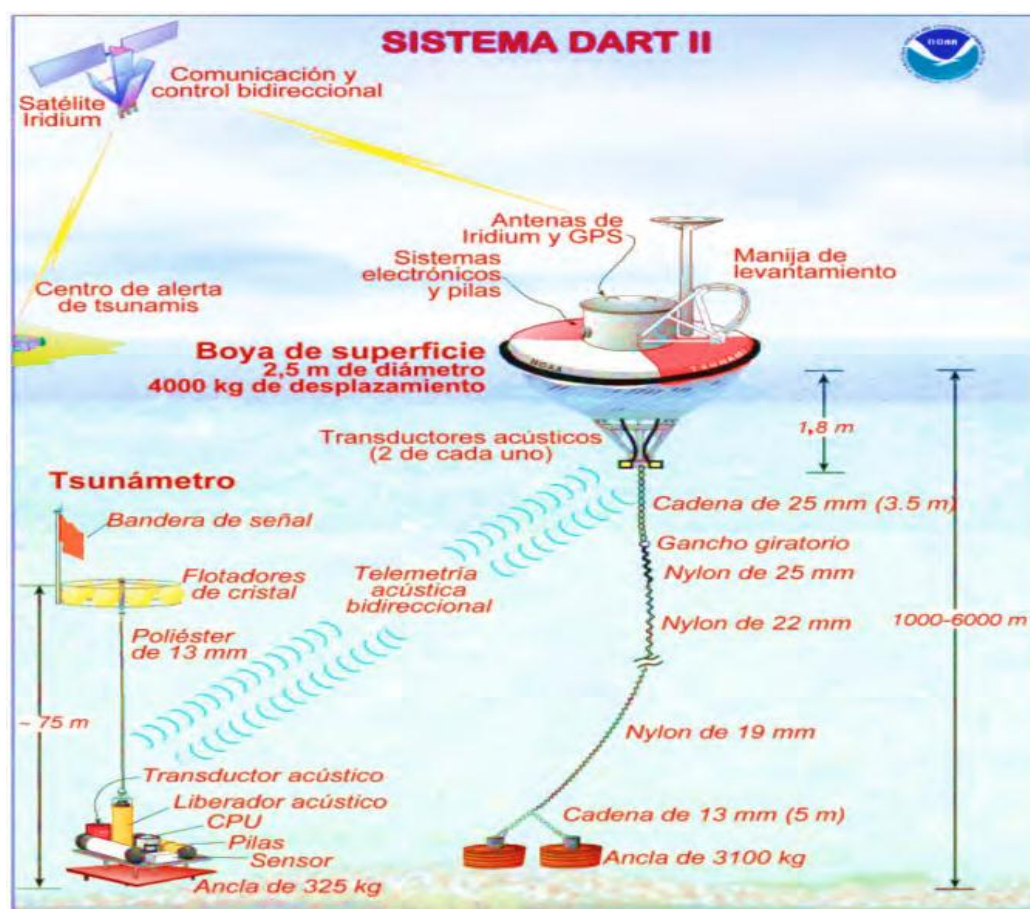 SISTEMA DART II
NOAA
Comunicación y
control bidireccional
Satélite
Iridium
Antenas de
Iridium y GPS
Sistemas
electrónicos
y pilas
Manija de
levantamiento
Centro de alerta
de tsunamis
Boya de superficie
2,5 m de diámetro
4000 kg de desplazamiento
NOAA
TSUNAMI
1,8 m
Transductores acústicos
(2 de cada uno)
Tsunámetro
Bandera de señal
Cadena de 25 mm (3.5 m)
Gancho giratorio
Nylon de 25 mm
Flotadores
de cristal
Telemetría
acústica
bidireccional
Nylon de 22 mm
1000-6000 m
Poliéster
de 13 mm
~ 75 m
Nylon de 19 mm
Transductor acústico
Liberador acústico
CPU
Pilas
Sensor
Ancla de 325 kg
Cadena de 13 mm (5 m)
Ancla de 3100 kg